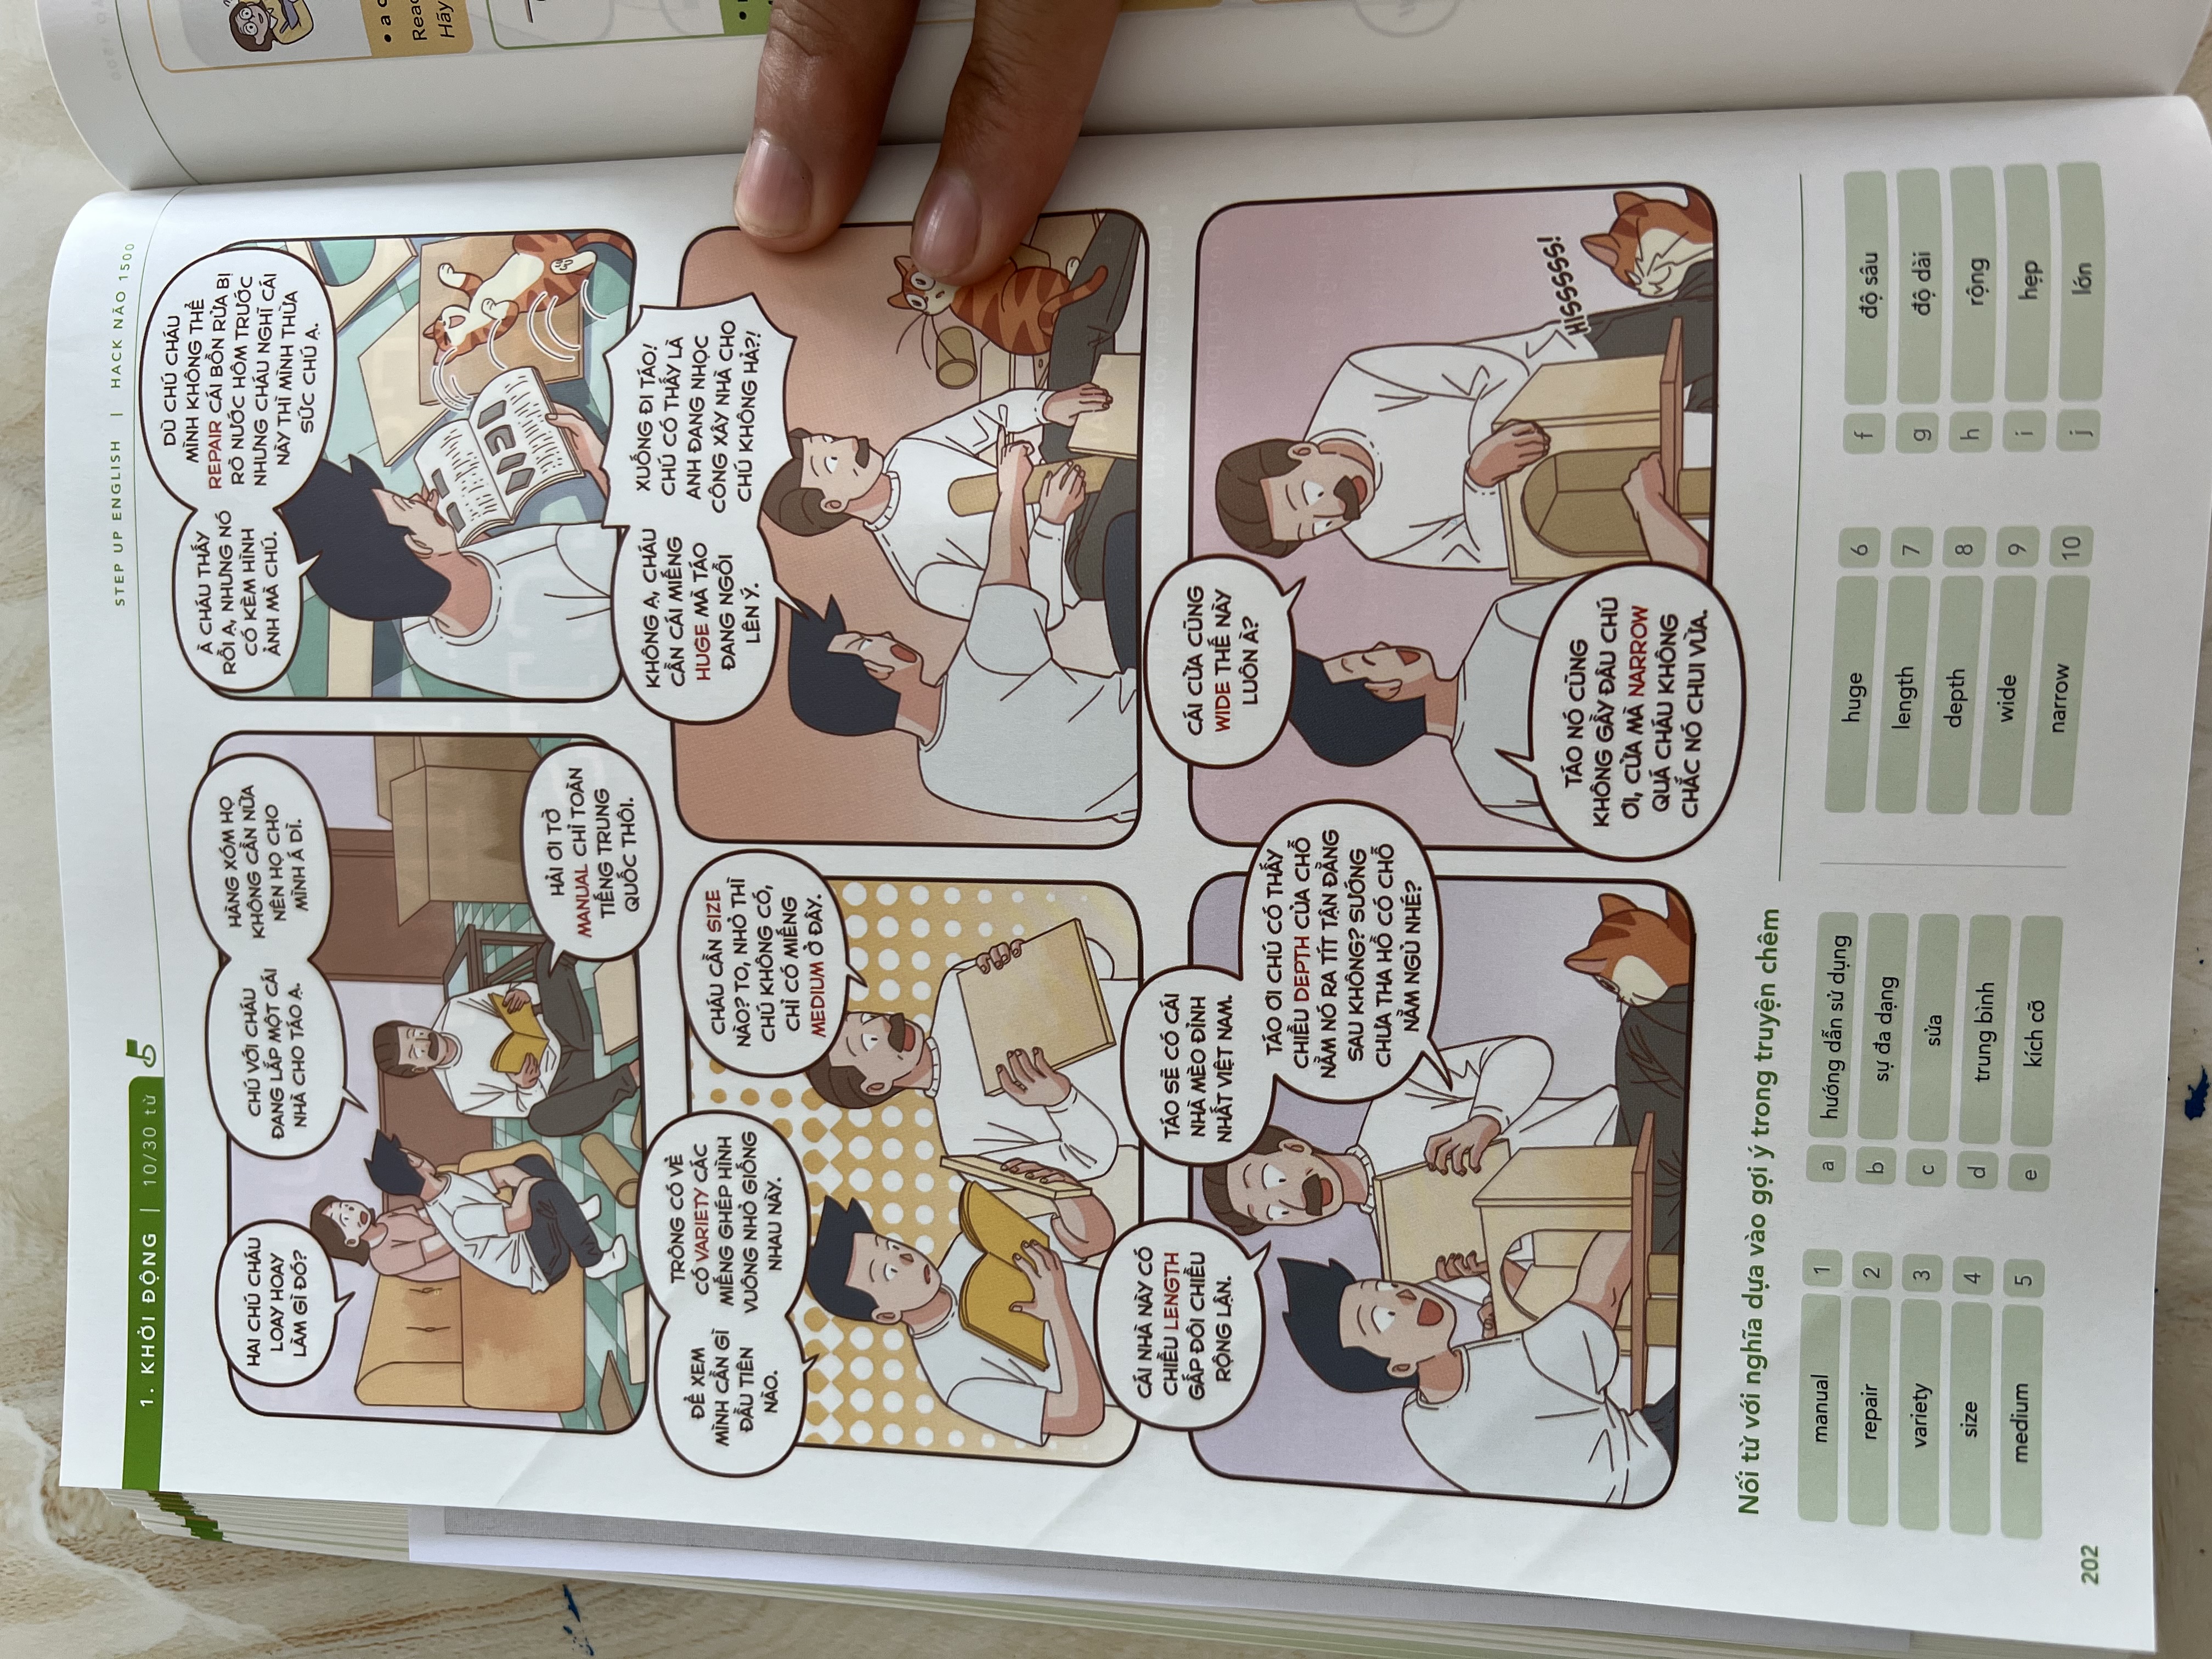 1. KHỞI ĐỘNG | 10/30 từ
STEP UP ENGLISH | HACK NÃO 1500
HAI CHÚ CHÁU
LOAY HOAY
LÀM GÌ ĐÓ?
CHÚ VỚI CHÁU
ĐANG LẮP MỘT CÁI
NHÀ CHO TÁO Ạ.
HÀNG XÓM HỌ
KHÔNG CẦN NỮA
NÊN HỌ CHO
MÌNH Á DÌ.
HẢI ƠI TỜ
MANUAL CHỈ TOÀN
TIẾNG TRUNG
QUỐC THÔI.
À CHÁU THẤY
RỒI Ạ, NHƯNG NÓ
CÓ KÈM HÌNH
ẢNH MÀ CHÚ.
DÙ CHÚ CHÁU
MÌNH KHÔNG THỂ
REPAIR CÁI BỒN RỬA BỊ
RÒ NƯỚC HÔM TRƯỚC
NHƯNG CHÁU NGHĨ CÁI
NÀY THÌ MÌNH THỪA
SỨC CHÚ Ạ.
ĐỂ XEM
MÌNH CẦN GÌ
ĐẦU TIÊN
NÀO.
TRÔNG CÓ VẺ
CÓ VARIETY CÁC
MIẾNG GHÉP HÌNH
VUÔNG NHỎ GIỐNG
NHAU NÀY.
CHÁU CẦN SIZE
NÀO? TO, NHỎ THÌ
CHÚ KHÔNG CÓ,
CHỈ CÓ MIẾNG
MEDIUM Ở ĐÂY.
KHÔNG Ạ, CHÁU
CẦN CÁI MIẾNG
HUGE MÀ TÁO
ĐANG NGỒI
LÊN Ý.
XUỐNG ĐI TÁO!
CHÚ CÓ THẤY LÀ
ANH ĐANG NHỌC
CÔNG XÂY NHÀ CHO
CHÚ KHÔNG HẢ?!
CÁI NHÀ NÀY CÓ
CHIỀU LENGTH
GẤP ĐÔI CHIỀU
RỘNG LẬN.
TÁO SẼ CÓ CÁI
NHÀ MÈO ĐỈNH
NHẤT VIỆT NAM.
TÁO ƠI CHÚ CÓ THẤY
CHIỀU DEPTH CỦA CHỖ
NẰM NÓ RA TÍT TẬN ĐẰNG
SAU KHÔNG? SƯỚNG
CHƯA THA HỒ CÓ CHỖ
NẰM NGỦ NHÉ?
CÁI CỬA CŨNG
WIDE THẾ NÀY
LUÔN À?
TÁO NÓ CŨNG
KHÔNG GẦY ĐÂU CHÚ
ƠI, CỬA MÀ NARROW
QUÁ CHÁU KHÔNG
CHẮC NÓ CHUI VỪA.
HISSSSS!
Nối từ với nghĩa dựa vào gợi ý trong truyện chêm
manual 1 a hướng dẫn sử dụng
repair 2 b sự đa dạng
variety 3 c sửa
size 4 d trung bình
medium 5 e kích cỡ
huge 6 f độ sâu
length 7 g độ dài
depth 8 h rộng
wide 9 i hẹp
narrow 10 j lớn
202
• a
Hãy